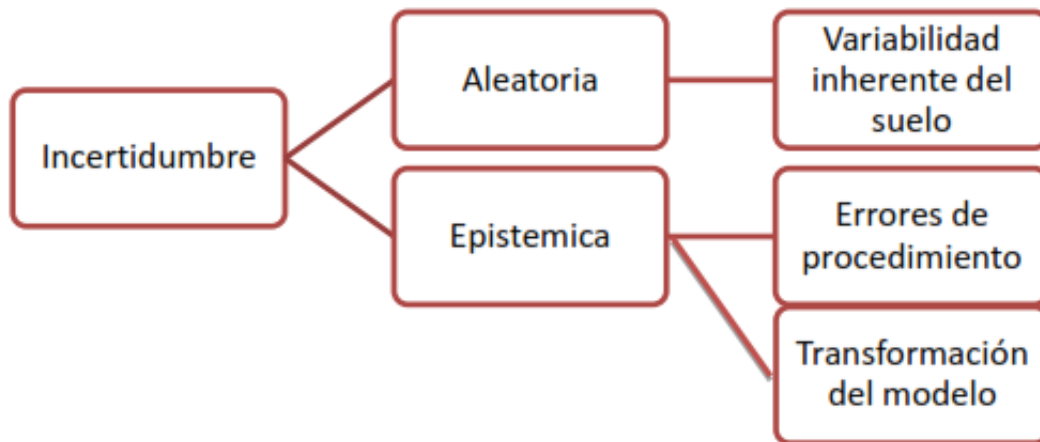 Incertidumbre
Aleatoria
Variabilidad
inherente del
suelo
Epistemica
Errores de
procedimiento
Transformación
del modelo